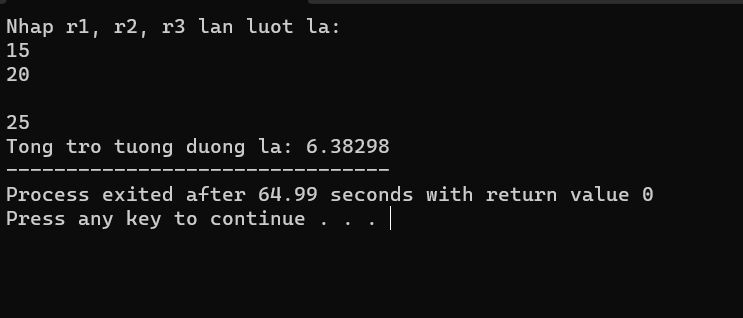 Nhap r1, r2, r3 lan luot la:
15
20
25
Tong tro tuong duong la: 6.38298
--------------------------------
Process exited after 64.99 seconds with return value 0
Press any key to continue . . .